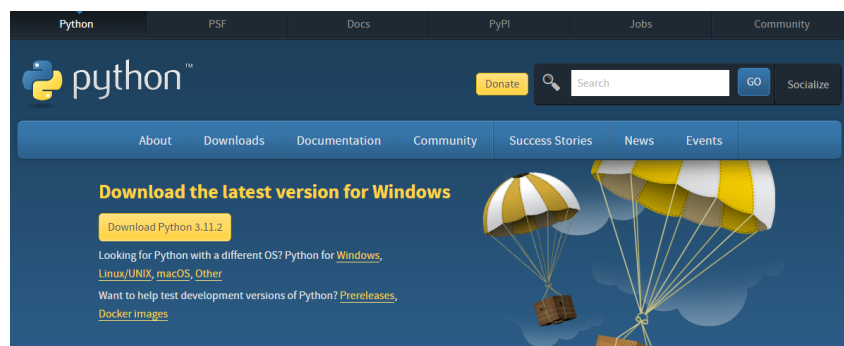 Python PSF Docs PyPI Jobs Community
python™
Donate Search GO Socialize
About Downloads Documentation Community Success Stories News Events
Download the latest version for Windows
Download Python 3.11.2
Looking for Python with a different OS? Python for Windows,
Linux/UNIX, macOS, Other
Want to help test development versions of Python? Prereleases,
Docker images